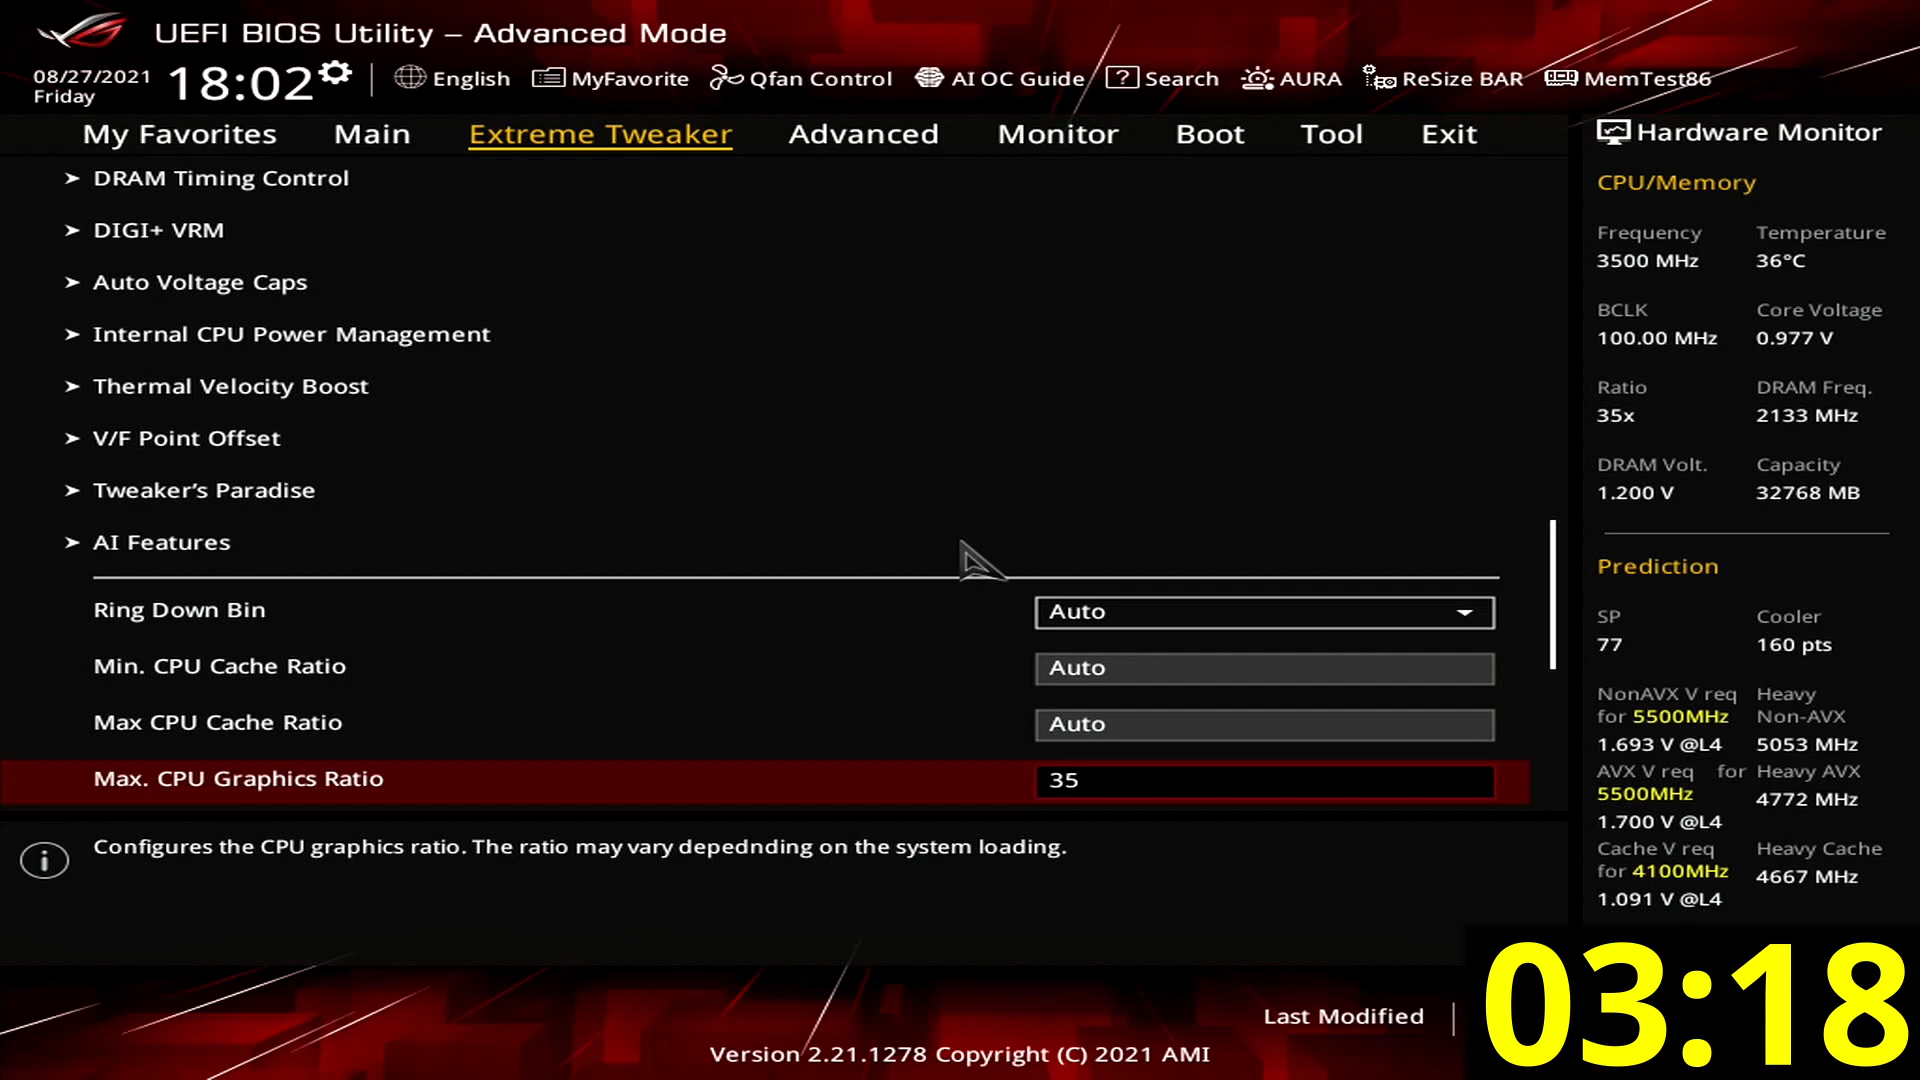 UEFI BIOS Utility – Advanced Mode
08/27/2021
Friday
18:02
English
MyFavorite
Qfan Control
AI OC Guide
? Search
AURA
ReSize BAR
MemTest86
My Favorites
Main
Extreme Tweaker
Advanced
Monitor
Boot
Tool
Exit
DRAM Timing Control
DIGI+ VRM
Auto Voltage Caps
Internal CPU Power Management
Thermal Velocity Boost
V/F Point Offset
Tweaker's Paradise
AI Features
Ring Down Bin
Auto
Min. CPU Cache Ratio
Auto
Max CPU Cache Ratio
Auto
Max. CPU Graphics Ratio
35
i
Configures the CPU graphics ratio. The ratio may vary depednding on the system loading.
Hardware Monitor
CPU/Memory
Frequency Temperature
3500 MHz 36°C
BCLK Core Voltage
100.00 MHz 0.977 V
Ratio DRAM Freq.
35x 2133 MHz
DRAM Volt. Capacity
1.200 V 32768 MB
Prediction
SP Cooler
77 160 pts
NonAVX V req Heavy
for 5500MHz Non-AVX
1.693 V @L4 5053 MHz
AVX V req for Heavy AVX
5500MHz 4772 MHz
1.700 V @L4
Cache V req Heavy Cache
for 4100MHz 4667 MHz
1.091 V @L4
Last Modified
03:18
Version 2.21.1278 Copyright (C) 2021 AMI